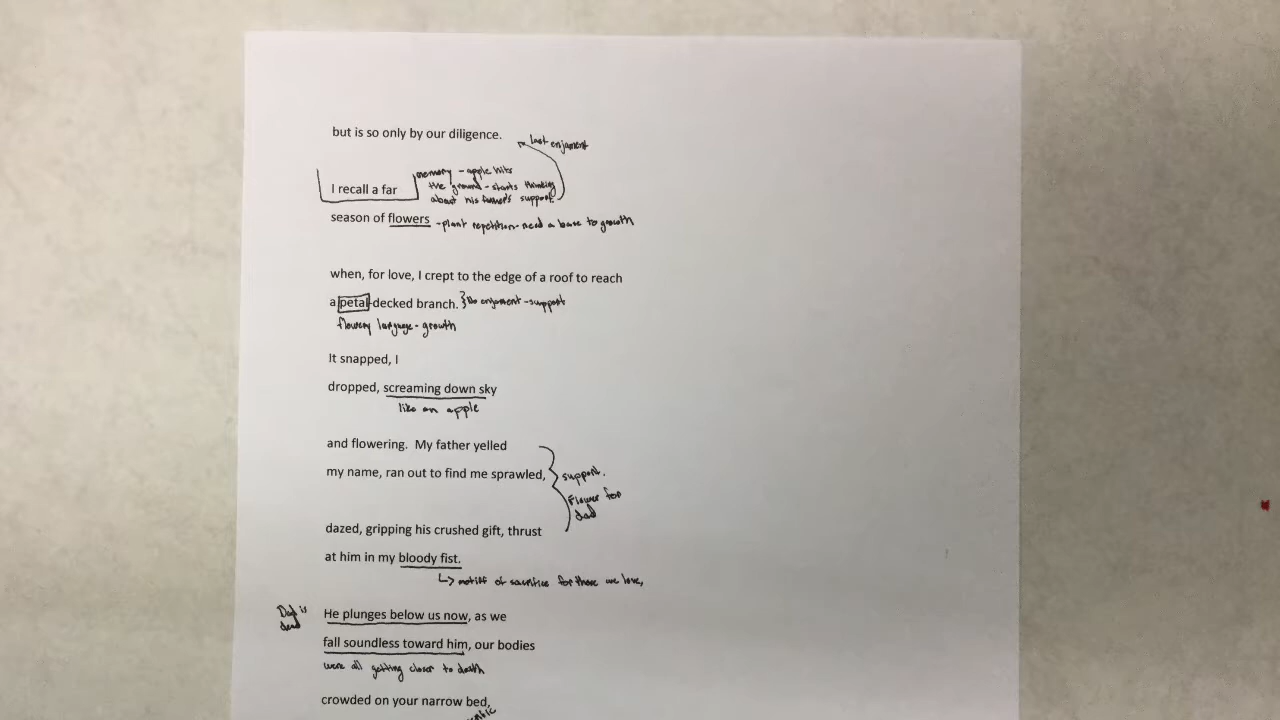 but is so only by our diligence.
last enjament
I recall a far
memory - apple hits
the ground - starts thinking
about his father's support.
season of flowers - plant repetition - need a base to growth
when, for love, I crept to the edge of a roof to reach
a petal-decked branch. } No enjament - support
flowery language - growth
It snapped, I
dropped, screaming down sky
like an apple
and flowering. My father yelled
my name, ran out to find me sprawled,
support.
Flower for
dad
dazed, gripping his crushed gift, thrust
at him in my bloody fist.
↳ motiff of sacrifice for those we love,
Dad is
dead
He plunges below us now, as we
fall soundless toward him, our bodies
were all getting closer to death
crowded on your narrow bed,